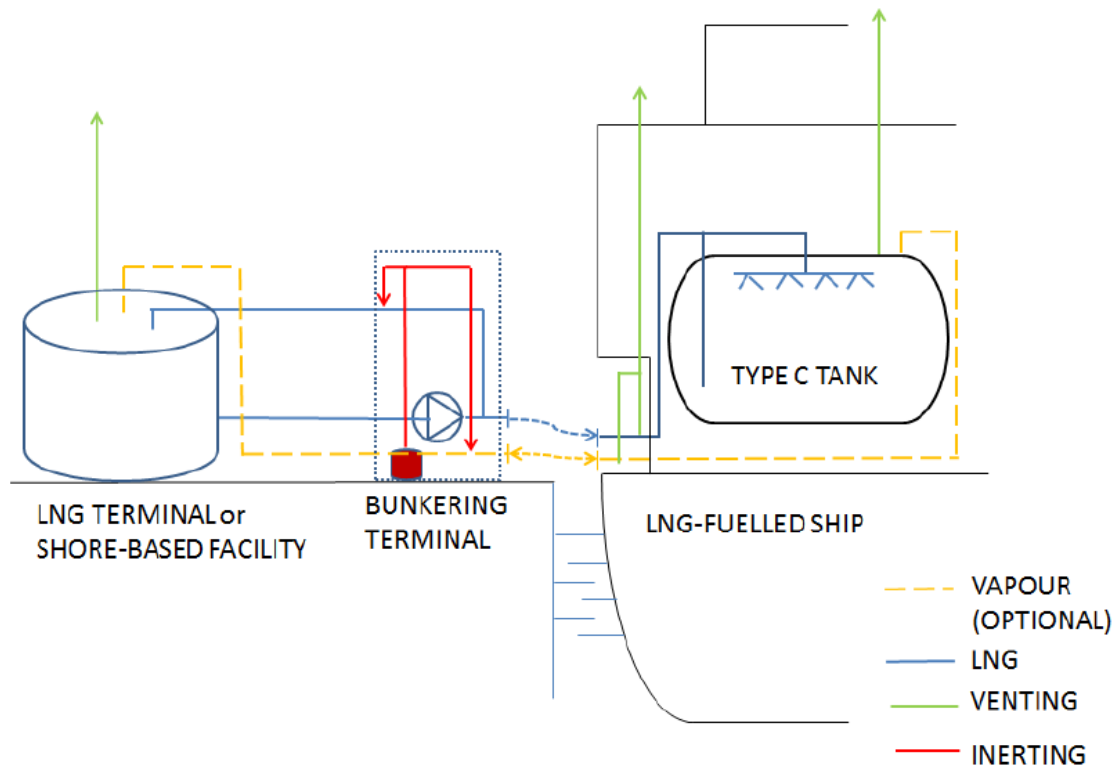 TYPE C TANK
LNG TERMINAL or
SHORE-BASED FACILITY
BUNKERING
TERMINAL
LNG-FUELLED SHIP
VAPOUR
(OPTIONAL)
LNG
VENTING
INERTING